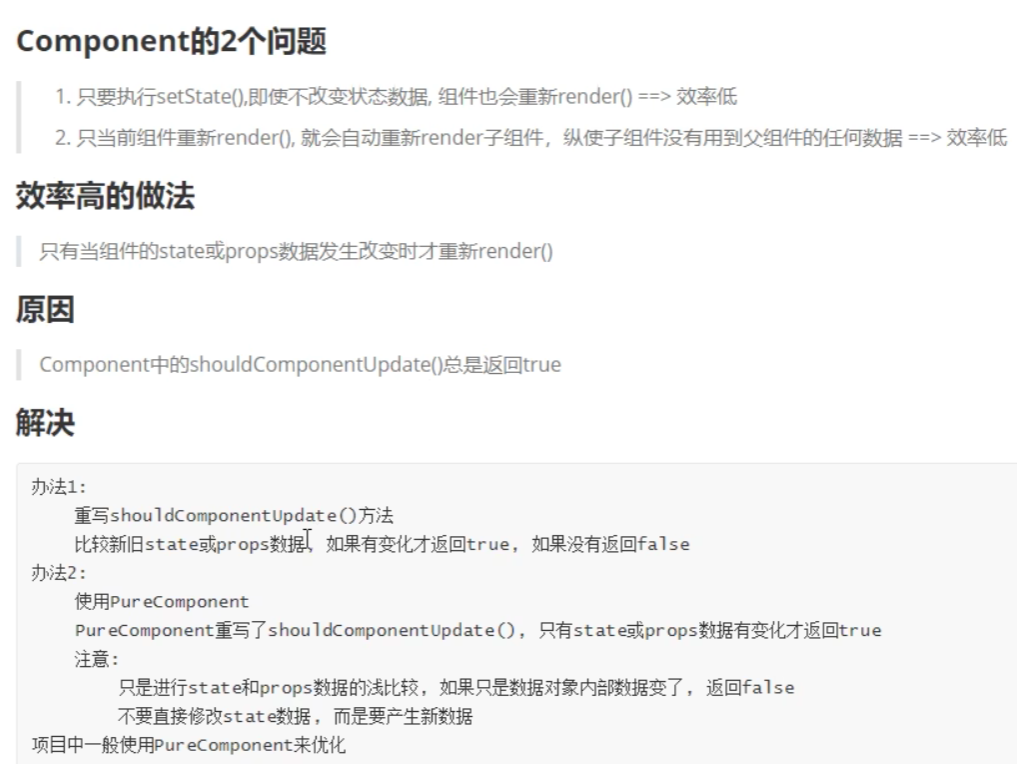 Component的2个问题
1. 只要执行setState(),即使不改变状态数据, 组件也会重新render() ==> 效率低
2. 只当前组件重新render(), 就会自动重新render子组件，纵使子组件没有用到父组件的任何数据 ==> 效率低
效率高的做法
只有当组件的state或props数据发生改变时才重新render()
原因
Component中的shouldComponentUpdate()总是返回true
解决
办法1:
重写shouldComponentUpdate()方法
比较新旧state或props数据, 如果有变化才返回true, 如果没有返回false
办法2:
使用PureComponent
PureComponent重写了shouldComponentUpdate(), 只有state或props数据有变化才返回true
注意:
只是进行state和props数据的浅比较, 如果只是数据对象内部数据变了, 返回false
不要直接修改state数据, 而是要产生新数据
项目中一般使用PureComponent来优化